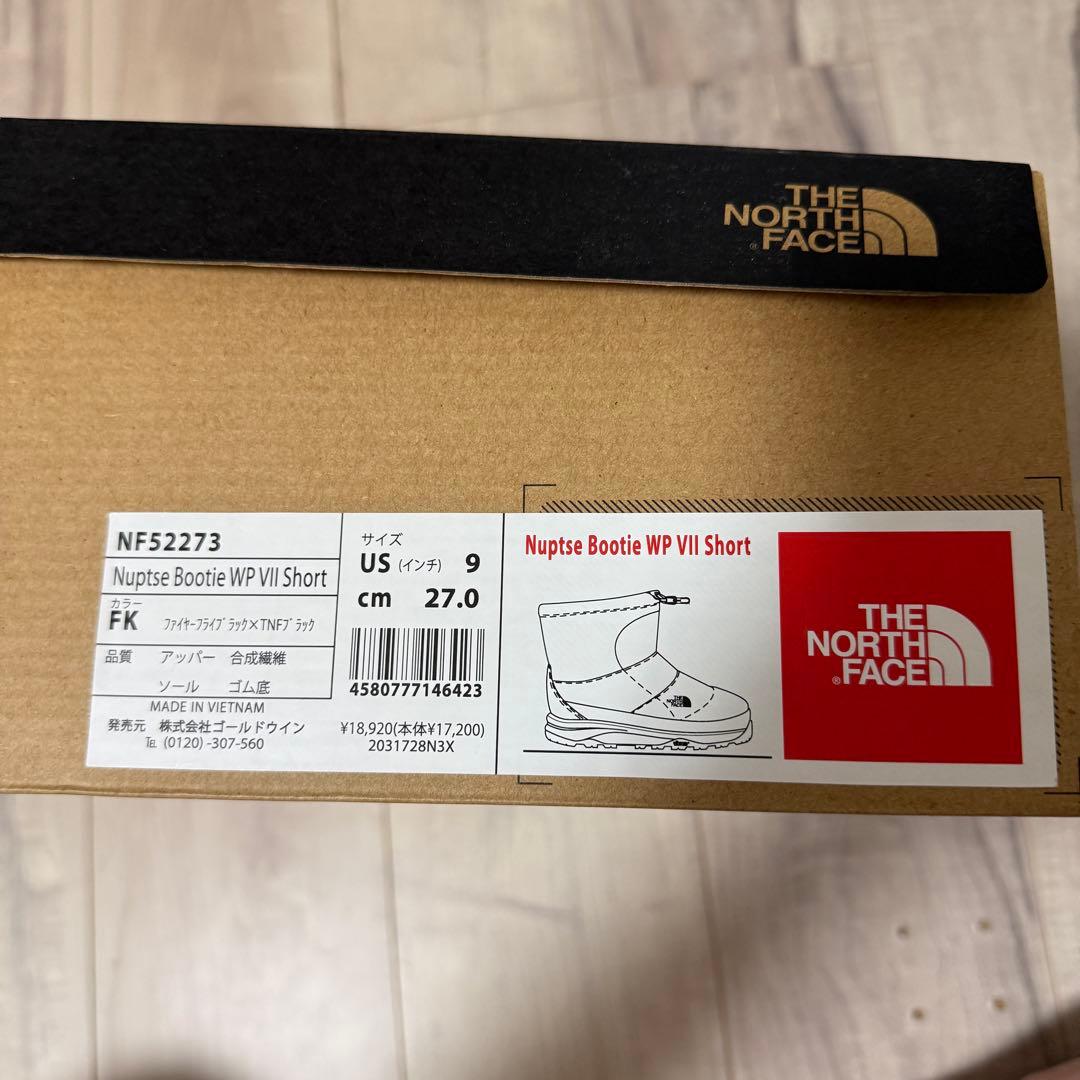 THE
NORTH
FACE
®
NF52273
Nuptse Bootie WP VII Short
カラー
FK ファイヤーフライブラック×TNFブラック
品質 アッパー 合成繊維
ソール ゴム底
MADE IN VIETNAM
発売元 株式会社ゴールドウイン
℡ (0120) -307-560
サイズ
US (インチ) 9
cm 27.0
4580777146423
¥18,920(本体¥17,200)
2031728N3X
Nuptse Bootie WP VII Short
THE
NORTH
FACE
®